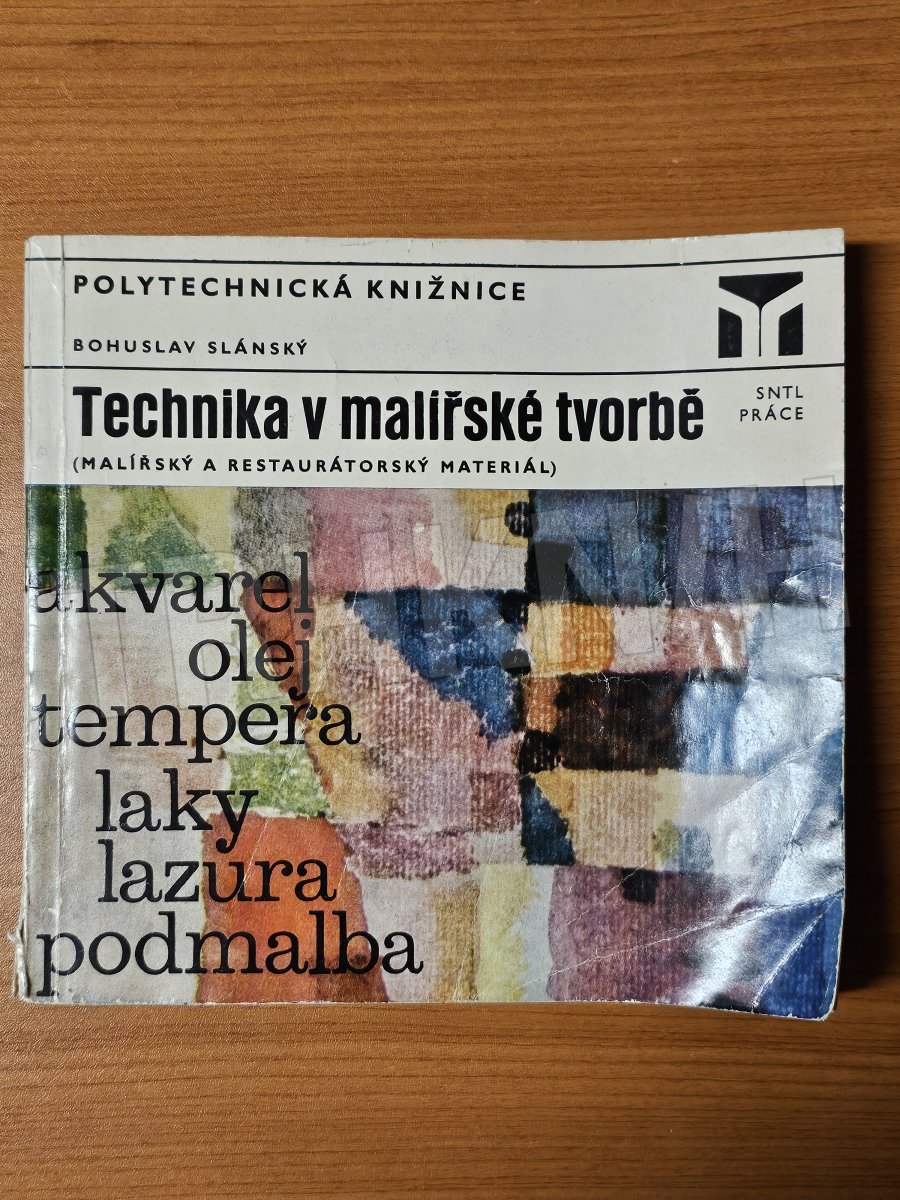 POLYTECHNICKÁ KNIŽNICE
BOHUSLAV SLÁNSKÝ
Technika v malířské tvorbě
SNTL
PRÁCE
(MALÍŘSKÝ A RESTAURÁTORSKÝ MATERIÁL)
akvarel
olej
tempera
laky
lazura
podmalba